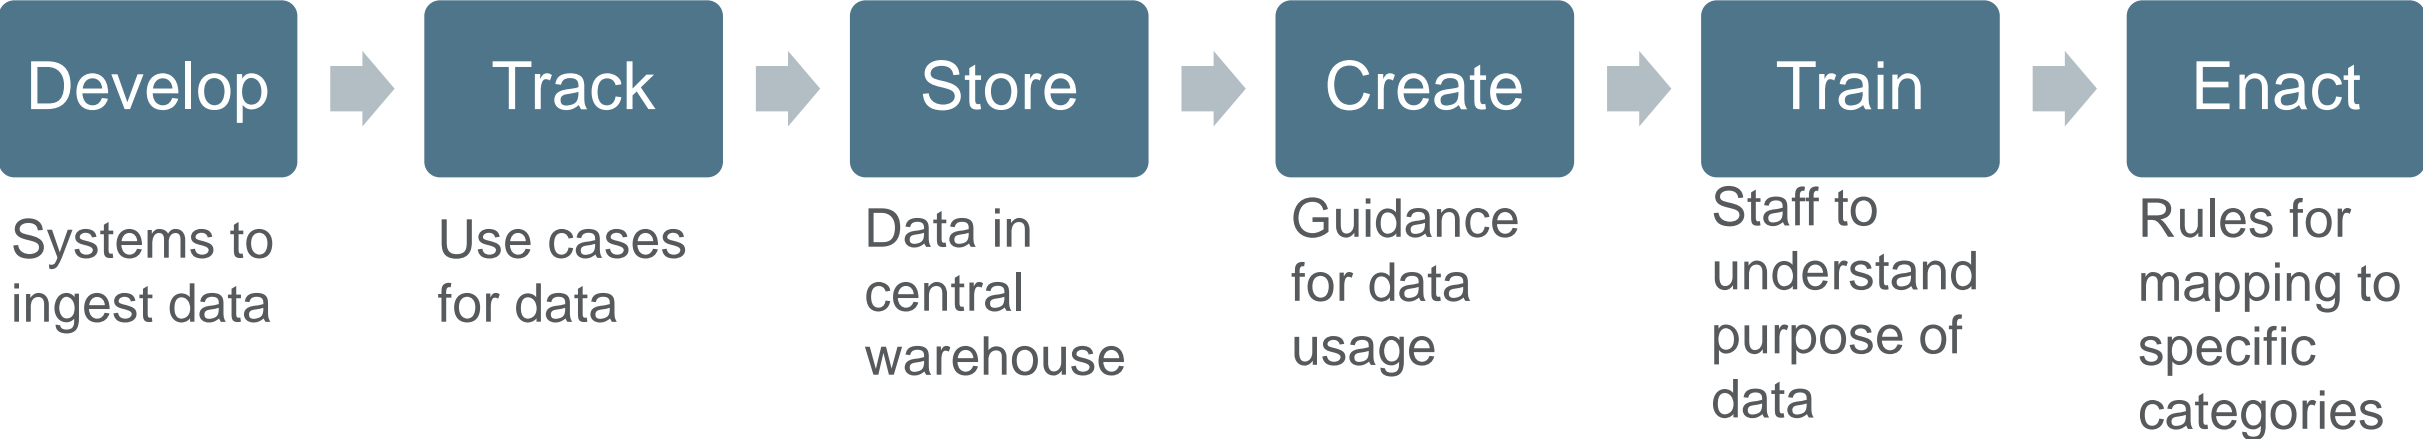 Develop
Systems to
ingest data
Track
Use cases
for data
Store
Data in
central
warehouse
Create
Guidance
for data
usage
Train
Staff to
understand
purpose of
data
Enact
Rules for
mapping to
specific
categories